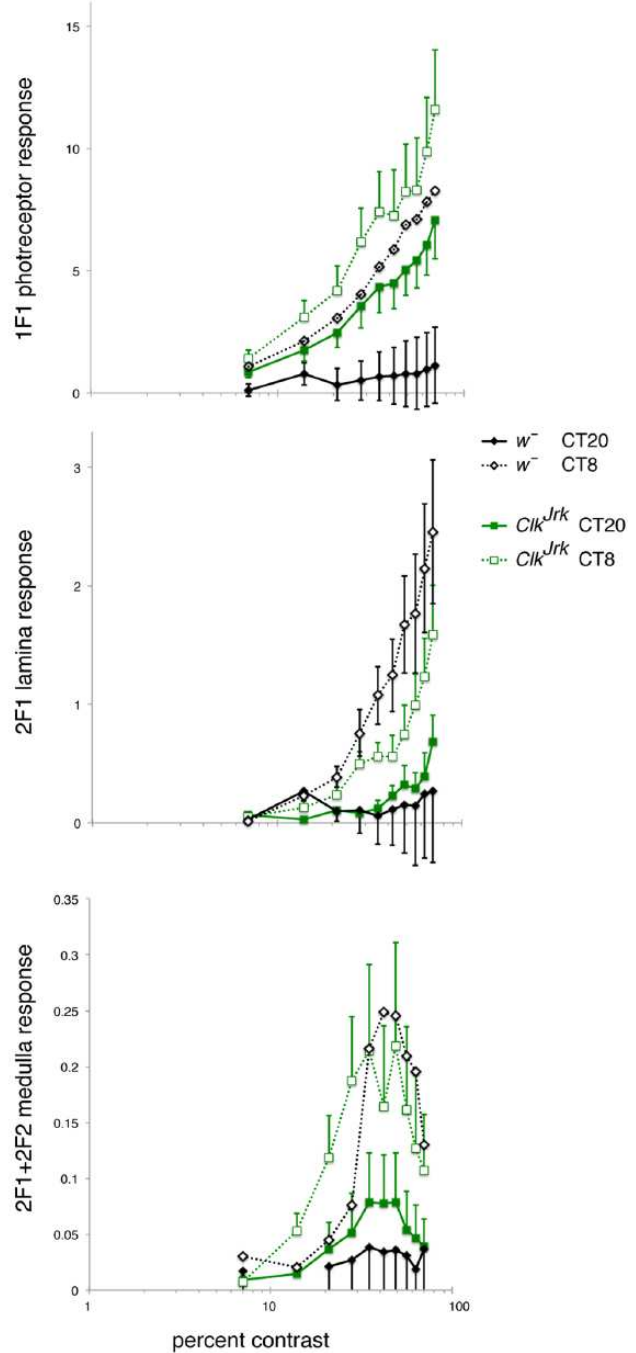 15
10
5
0
1F1 photreceptor response
w⁻ CT20
w⁻ CT8
Clk^Jrk CT20
Clk^Jrk CT8
3
2
1
0
2F1 lamina response
0.35
0.3
0.25
0.2
0.15
0.1
0.05
0
2F1+2F2 medulla response
1 10 100
percent contrast